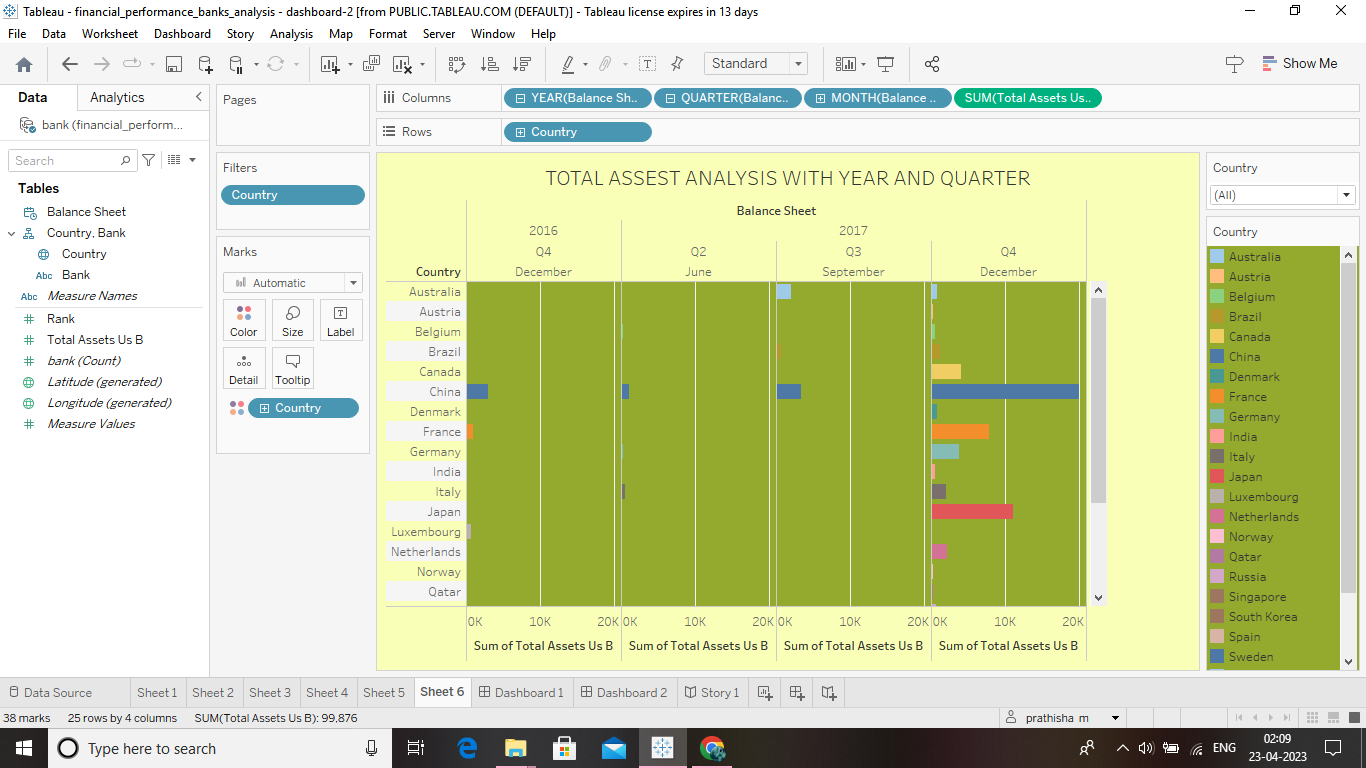 Tableau - financial_performance_banks_analysis - dashboard-2 [from PUBLIC.TABLEAU.COM (DEFAULT)] - Tableau license expires in 13 days
File Data Worksheet Dashboard Story Analysis Map Format Server Window Help
Standard
Show Me
Data Analytics
bank (financial_perform...
Search
Tables
Balance Sheet
Country, Bank
Country
Abc Bank
Abc Measure Names
Rank
Total Assets Us B
bank (Count)
Latitude (generated)
Longitude (generated)
Measure Values
Pages
Filters
Country
Marks
Automatic
Color Size Label
Detail Tooltip
Country
Columns YEAR(Balance Sh.. QUARTER(Balanc.. MONTH(Balance .. SUM(Total Assets Us..
Rows Country
TOTAL ASSEST ANALYSIS WITH YEAR AND QUARTER
Balance Sheet
2016 2017
Q4 Q2 Q3 Q4
Country December June September December
Australia
Austria
Belgium
Brazil
Canada
China
Denmark
France
Germany
India
Italy
Japan
Luxembourg
Netherlands
Norway
Qatar
0K 10K 20K 0K 10K 20K 0K 10K 20K 0K 10K 20K
Sum of Total Assets Us B Sum of Total Assets Us B Sum of Total Assets Us B Sum of Total Assets Us B
Country
(All)
Country
Australia
Austria
Belgium
Brazil
Canada
China
Denmark
France
Germany
India
Italy
Japan
Luxembourg
Netherlands
Norway
Qatar
Russia
Singapore
South Korea
Spain
Sweden
Data Source Sheet 1 Sheet 2 Sheet 3 Sheet 4 Sheet 5 Sheet 6 Dashboard 1 Dashboard 2 Story 1
38 marks 25 rows by 4 columns SUM(Total Assets Us B): 99,876
prathisha m
Type here to search
ENG
02:09
23-04-2023